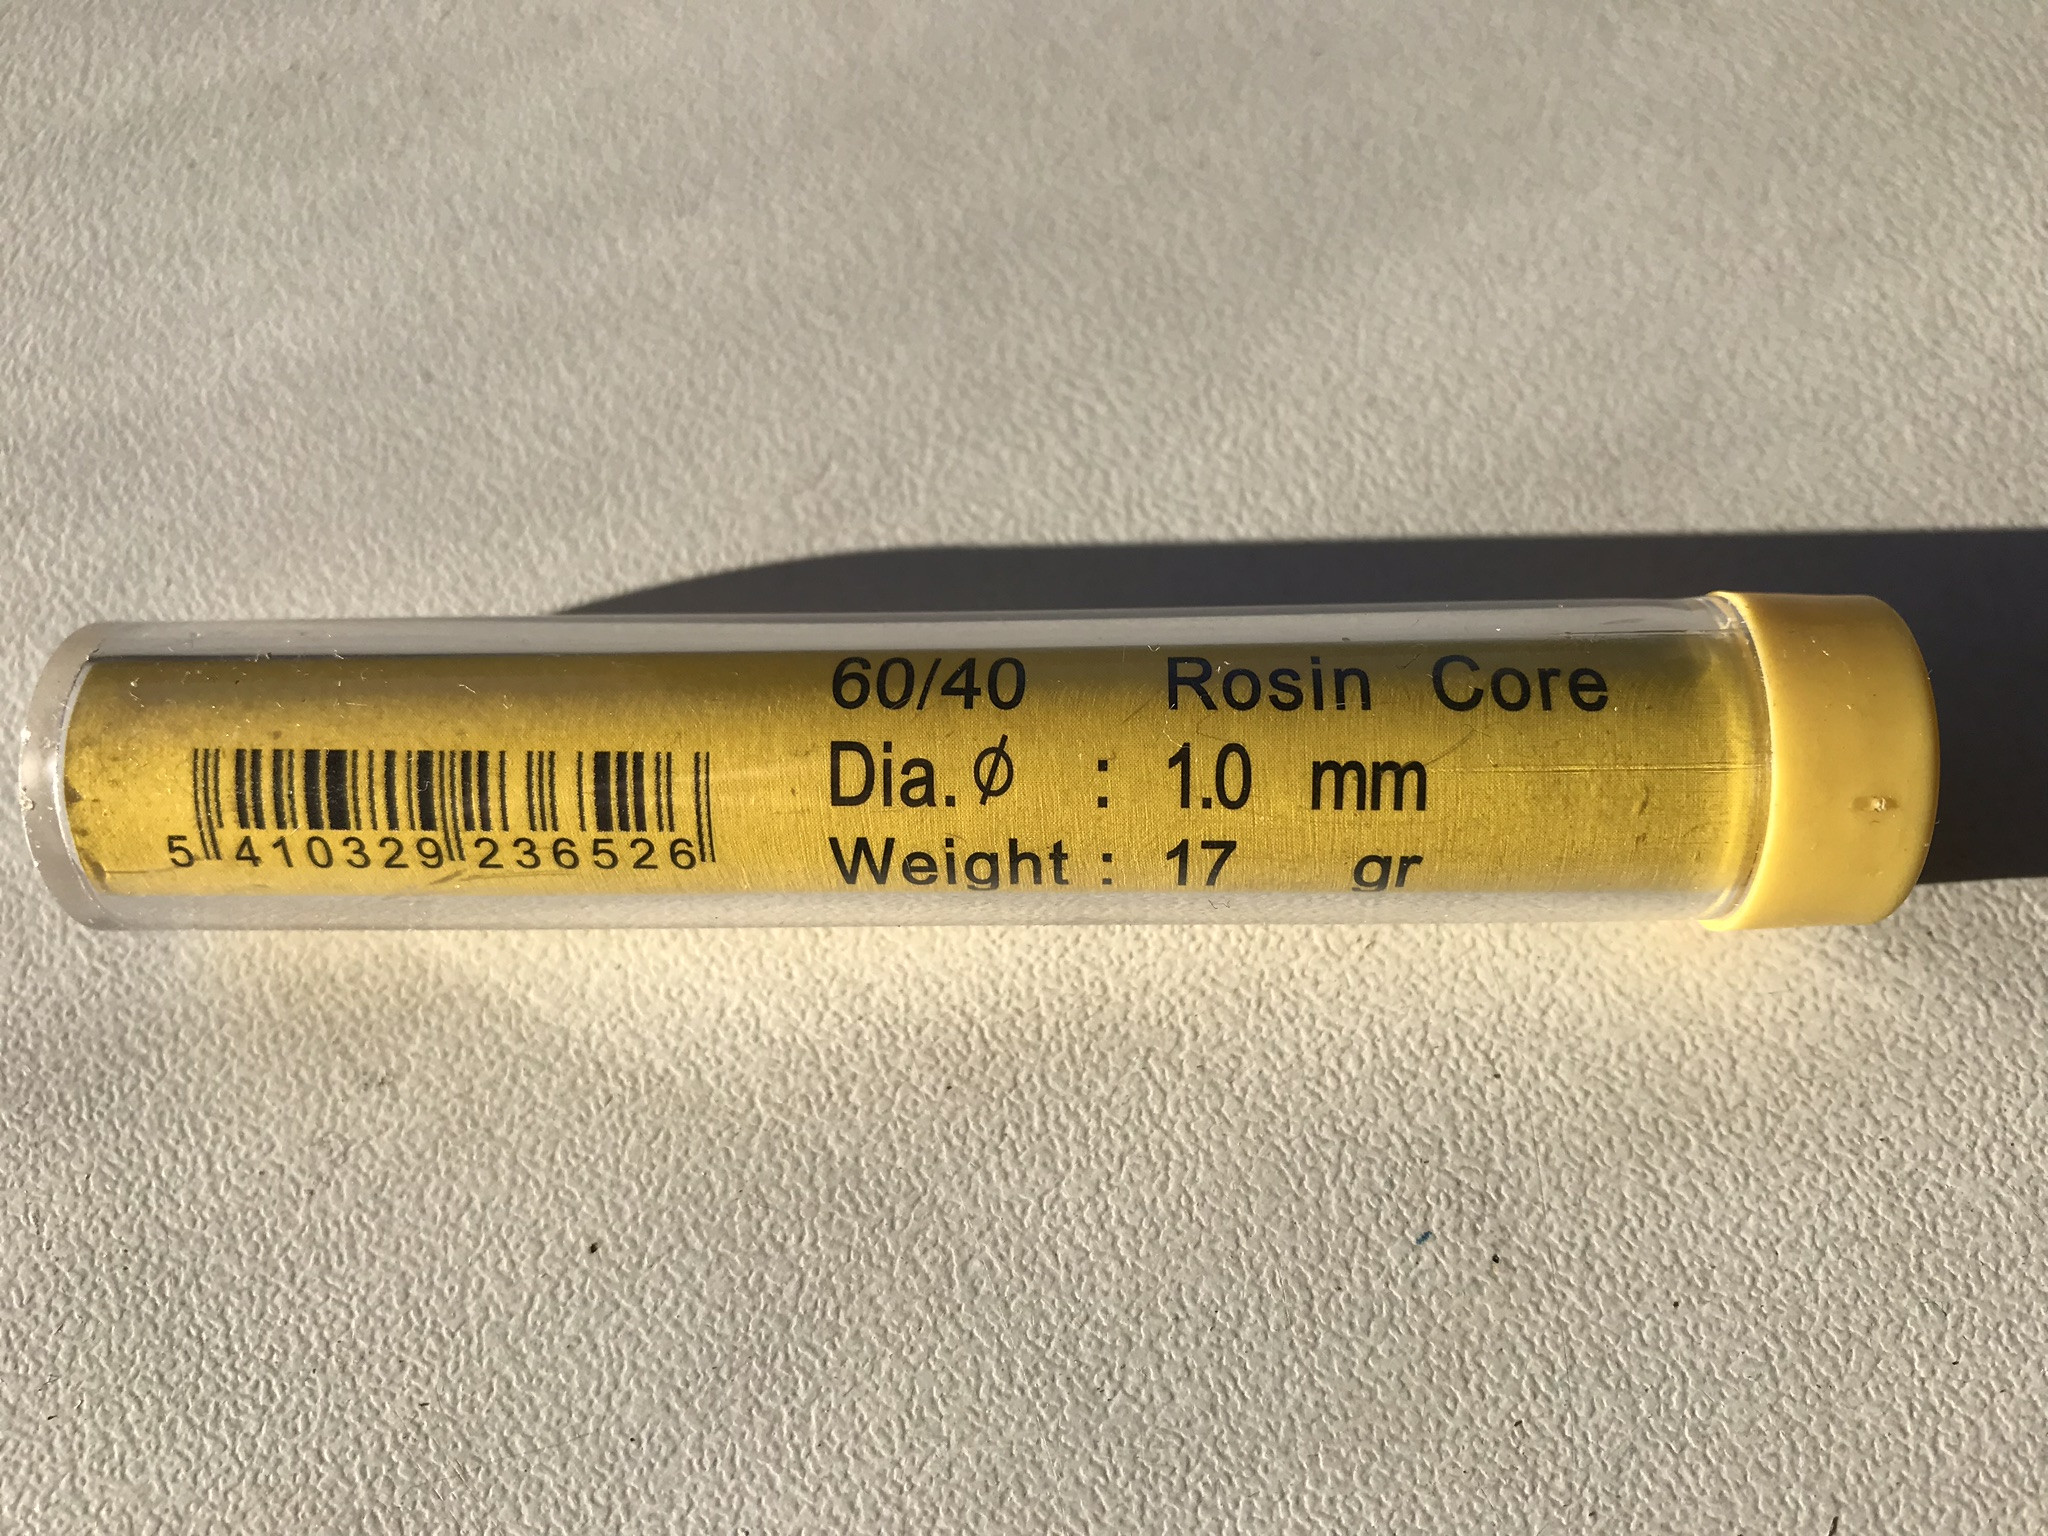 60/40 Rosin Core
Dia. ϕ : 1.0 mm
Weight : 17 gr
5 410329 236526